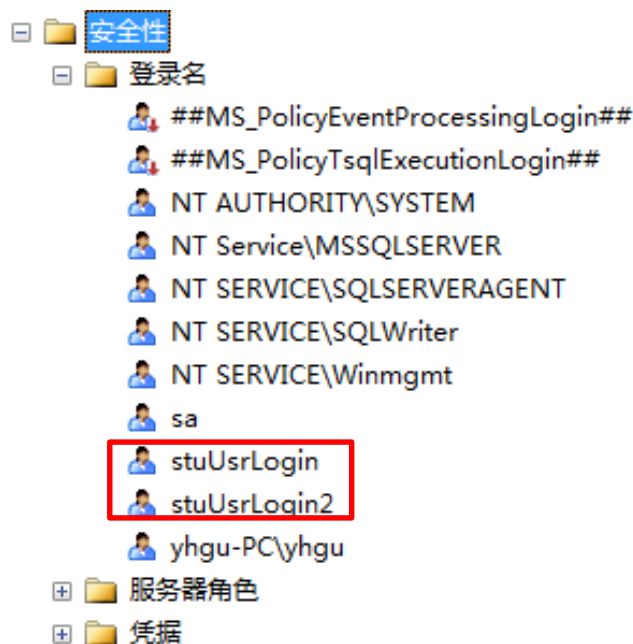 安全性
登录名
##MS_PolicyEventProcessingLogin##
##MS_PolicyTsqlExecutionLogin##
NT AUTHORITY\SYSTEM
NT Service\MSSQLSERVER
NT SERVICE\SQLSERVERAGENT
NT SERVICE\SQLWriter
NT SERVICE\Winmgmt
sa
stuUsrLogin
stuUsrLogin2
yhgu-PC\yhgu
服务器角色
凭据